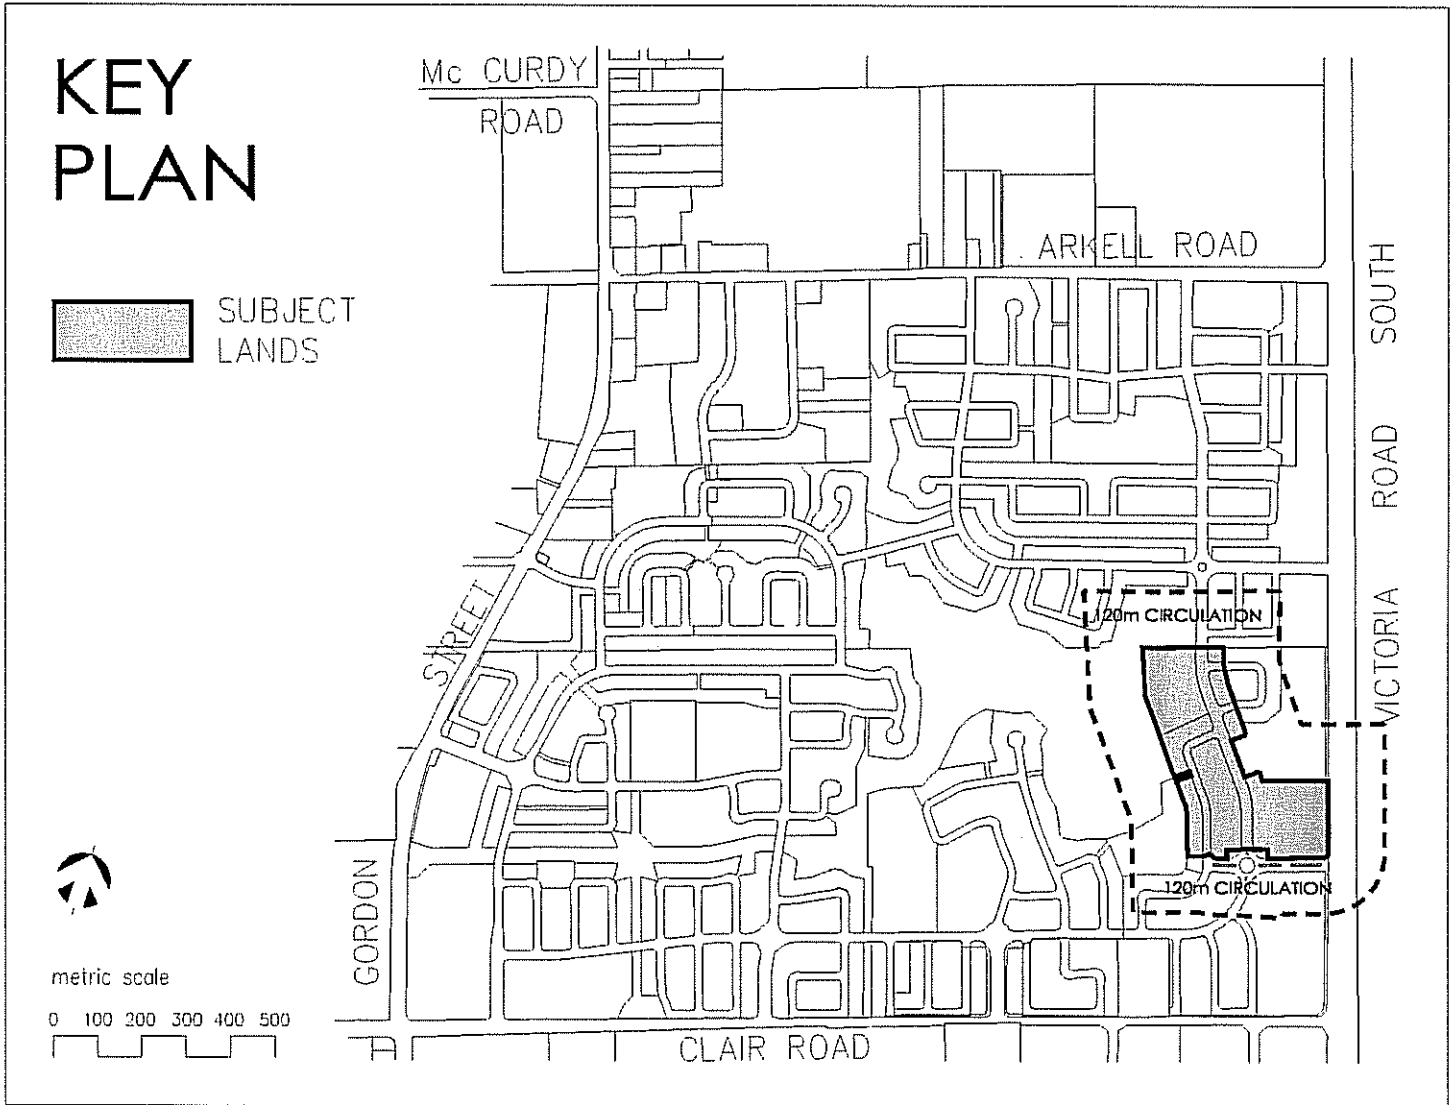 KEY
PLAN
Mc CURDY
ROAD
ARKELL ROAD
SUBJECT
LANDS
VICTORIA ROAD SOUTH
120m CIRCULATION
GORDON STREET
120m CIRCULATION
metric scale
0 100 200 300 400 500
CLAIR ROAD